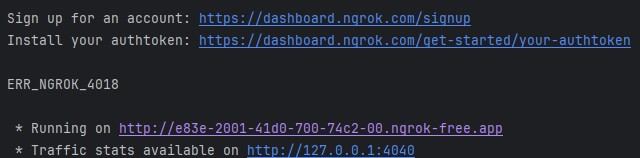 Sign up for an account: https://dashboard.ngrok.com/signup
Install your authtoken: https://dashboard.ngrok.com/get-started/your-authtoken
ERR_NGROK_4018
* Running on http://e83e-2001-41d0-700-74c2-00.ngrok-free.app
* Traffic stats available on http://127.0.0.1:4040